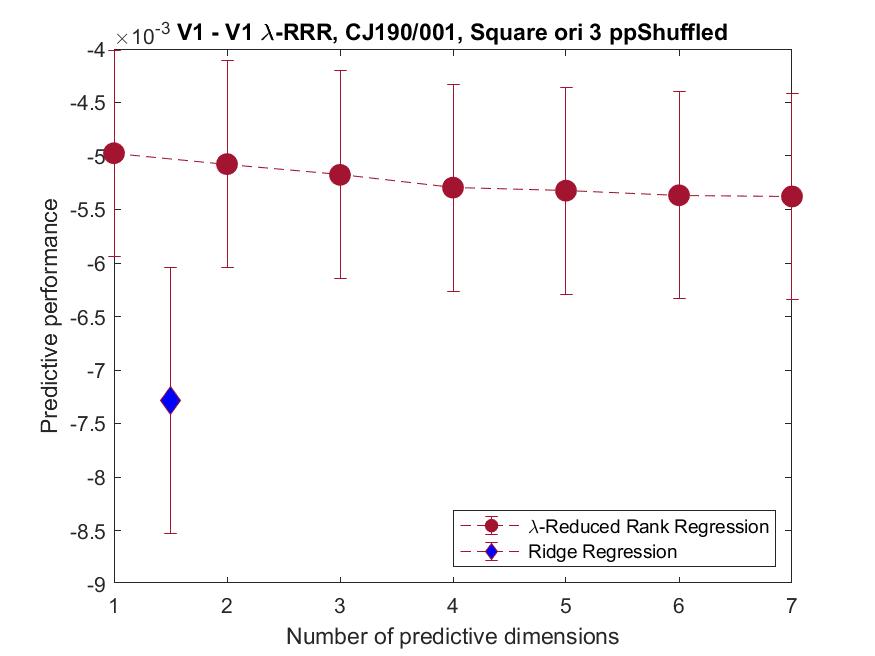 ×10-3 V1 - V1 λ-RRR, CJ190/001, Square ori 3 ppShuffled
-4
-4.5
-5
-5.5
-6
-6.5
-7
-7.5
-8
-8.5
-9
Predictive performance
λ-Reduced Rank Regression
Ridge Regression
1 2 3 4 5 6 7
Number of predictive dimensions